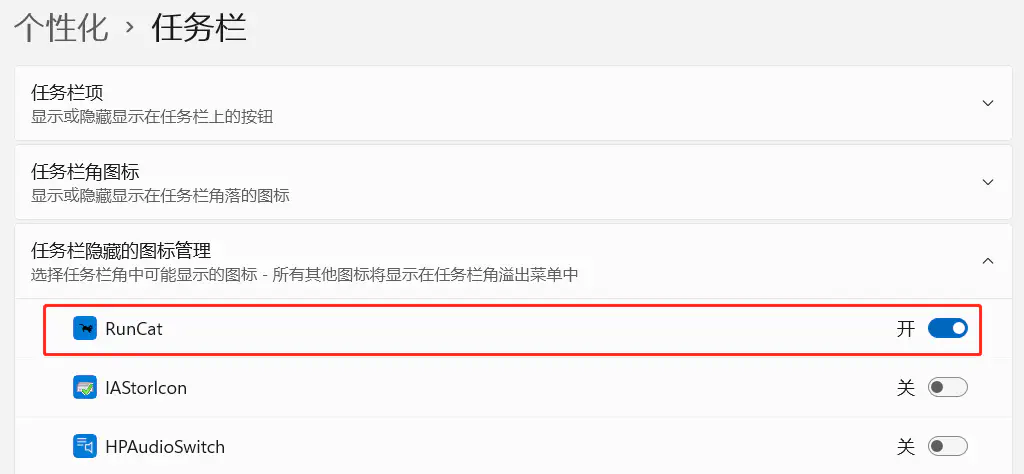 个性化 › 任务栏
任务栏项
显示或隐藏显示在任务栏上的按钮
任务栏角图标
显示或隐藏显示在任务栏角落的图标
任务栏隐藏的图标管理
选择任务栏角中可能显示的图标 - 所有其他图标将显示在任务栏角溢出菜单中
RunCat 开
IAStorIcon 关
HPAudioSwitch 关